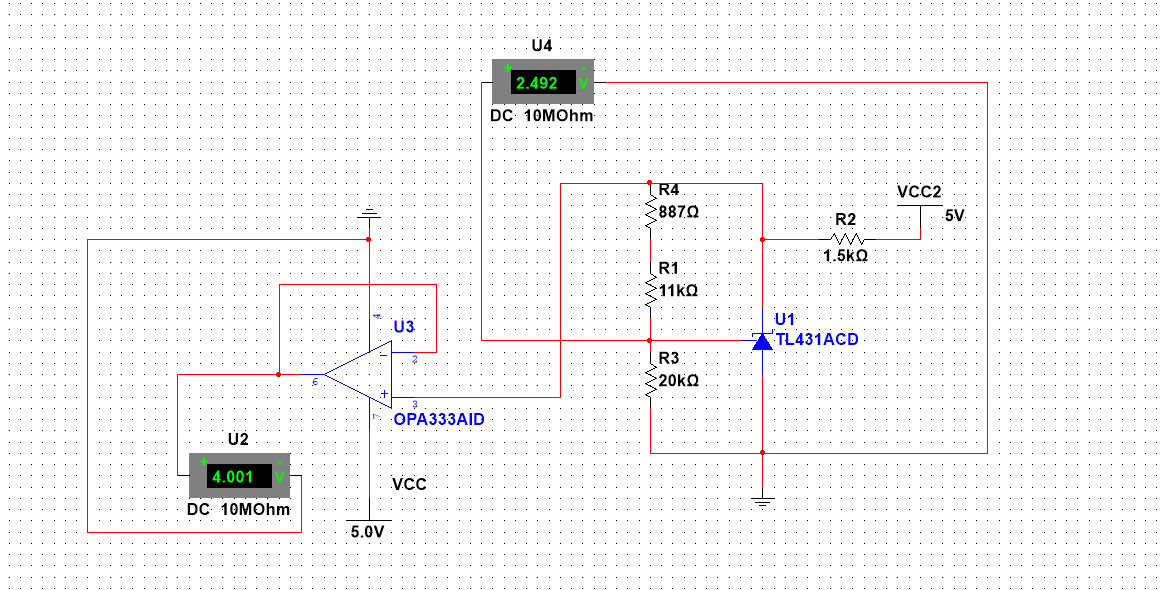 U4
+ -
2.492 V
DC 10MOhm
R4
887Ω
VCC2
5V
R2
1.5kΩ
R1
11kΩ
4
U3
U1
TL431ACD
2
R3
20kΩ
6
3
7
OPA333AID
U2
+ -
4.001 V
DC 10MOhm
VCC
5.0V